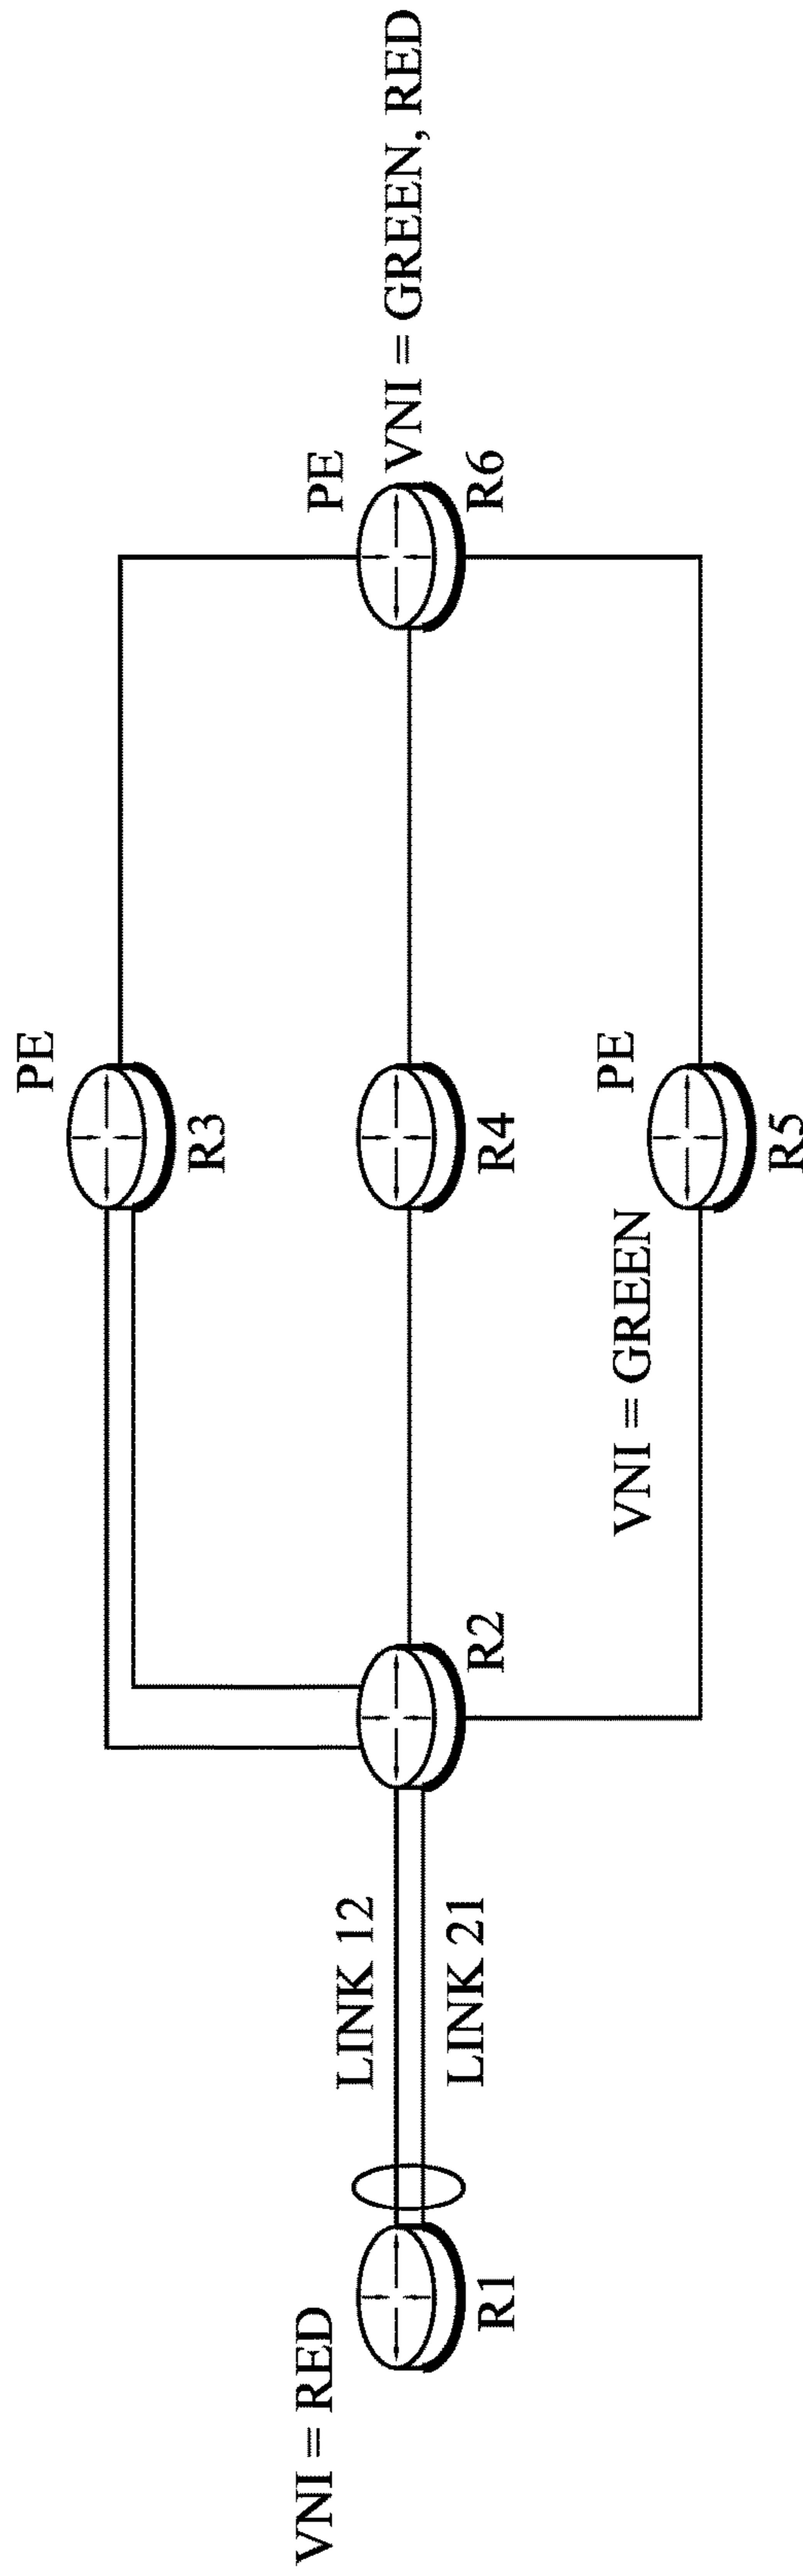 VNI = RED
R1
LINK 12
LINK 21
R2
PE
R3
R4
VNI = GREEN
PE
R5
PE
VNI = GREEN, RED
R6